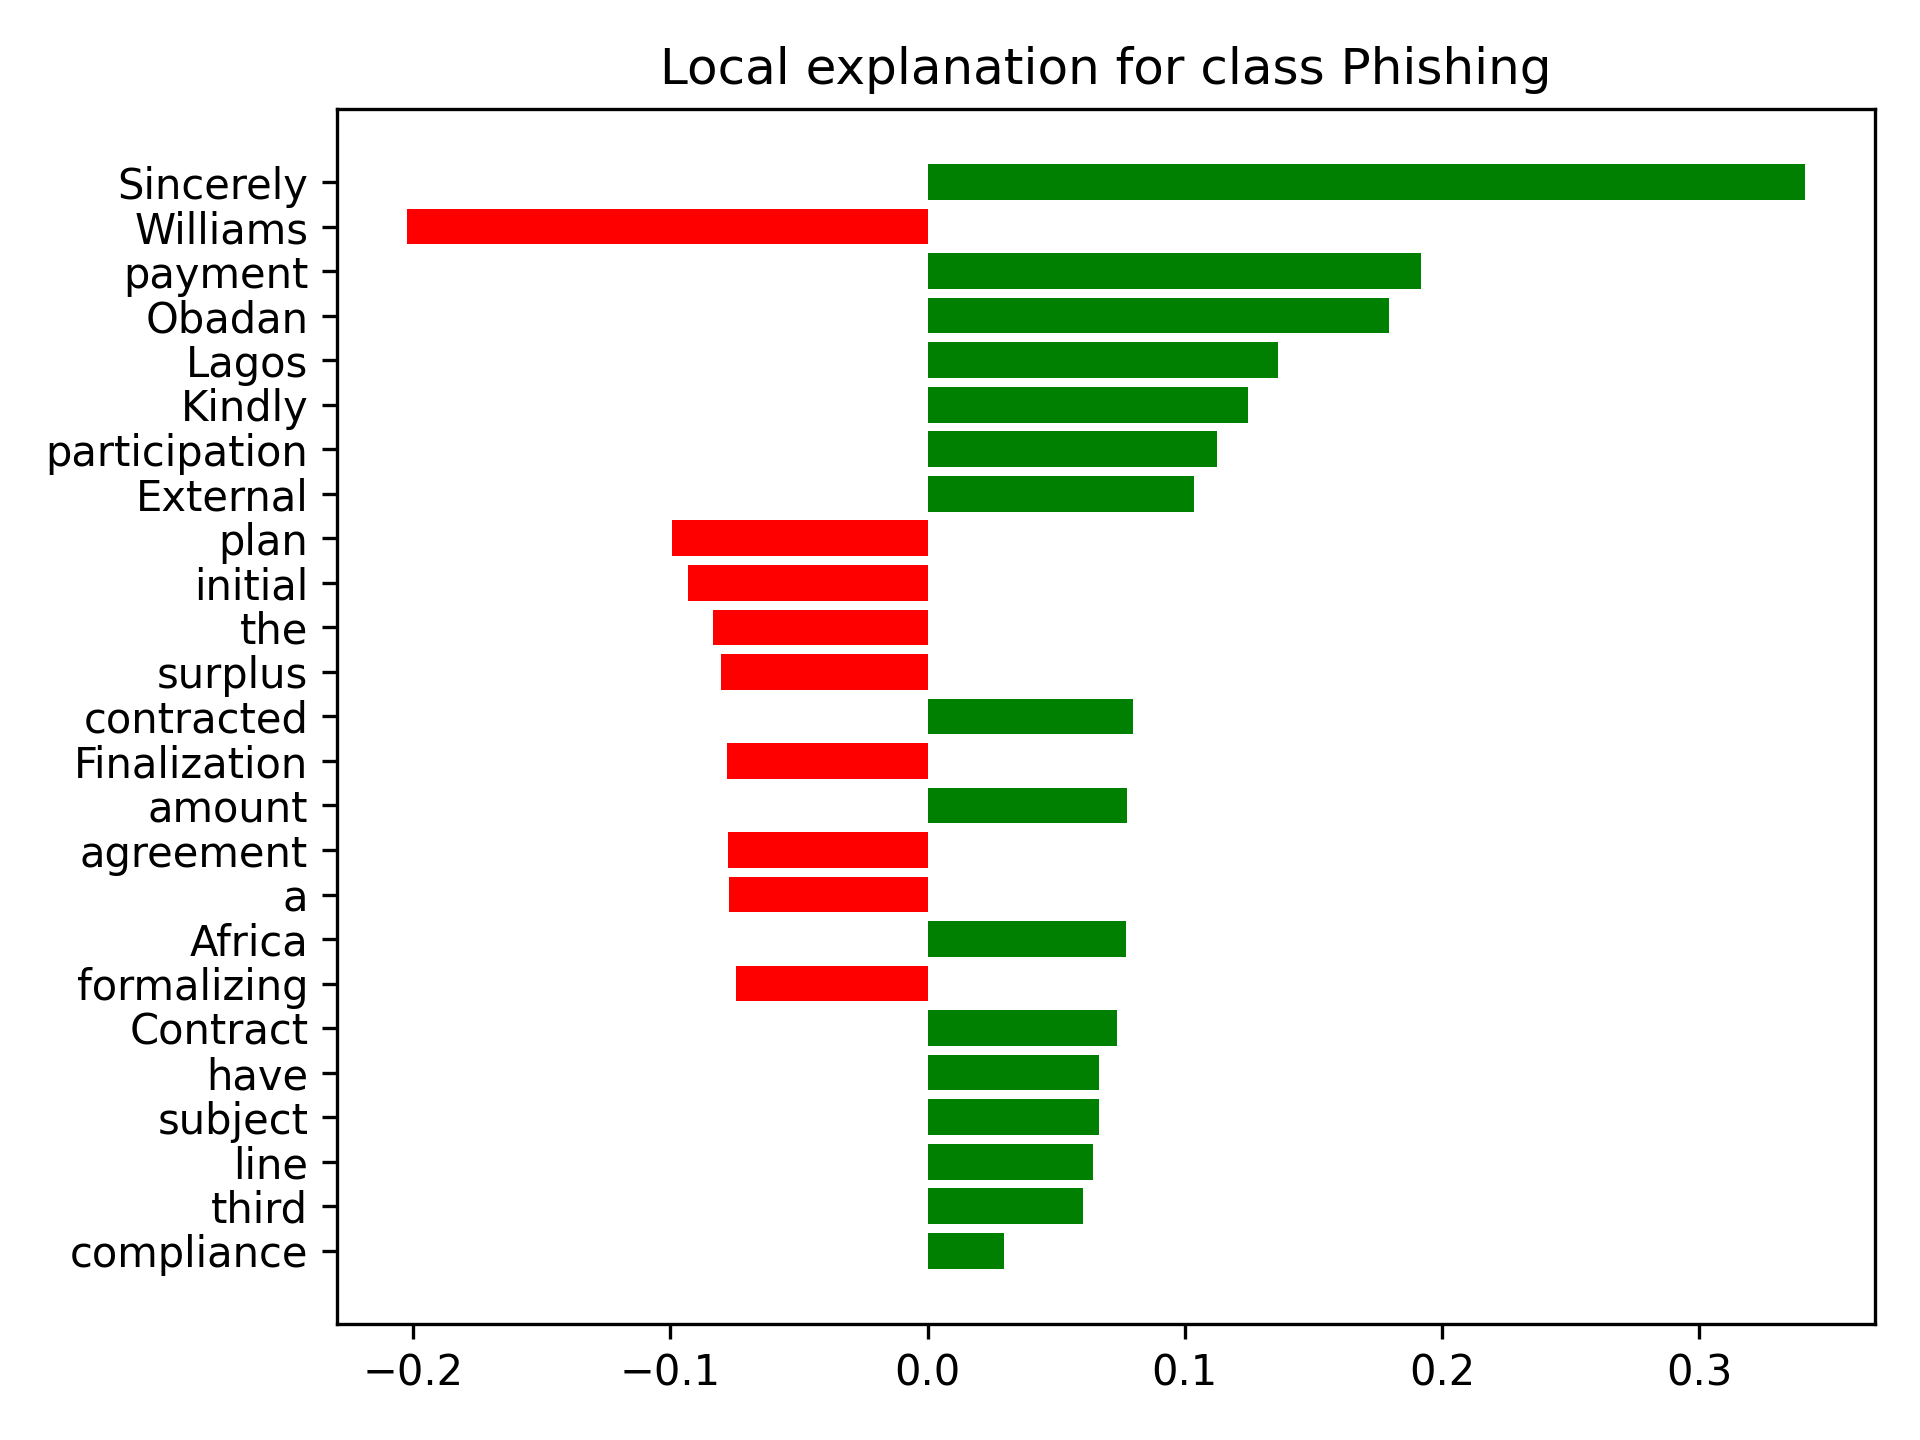 Local explanation for class Phishing
Sincerely
Williams
payment
Obadan
Lagos
Kindly
participation
External
plan
initial
the
surplus
contracted
Finalization
amount
agreement
a
Africa
formalizing
Contract
have
subject
line
third
compliance
−0.2 −0.1 0.0 0.1 0.2 0.3